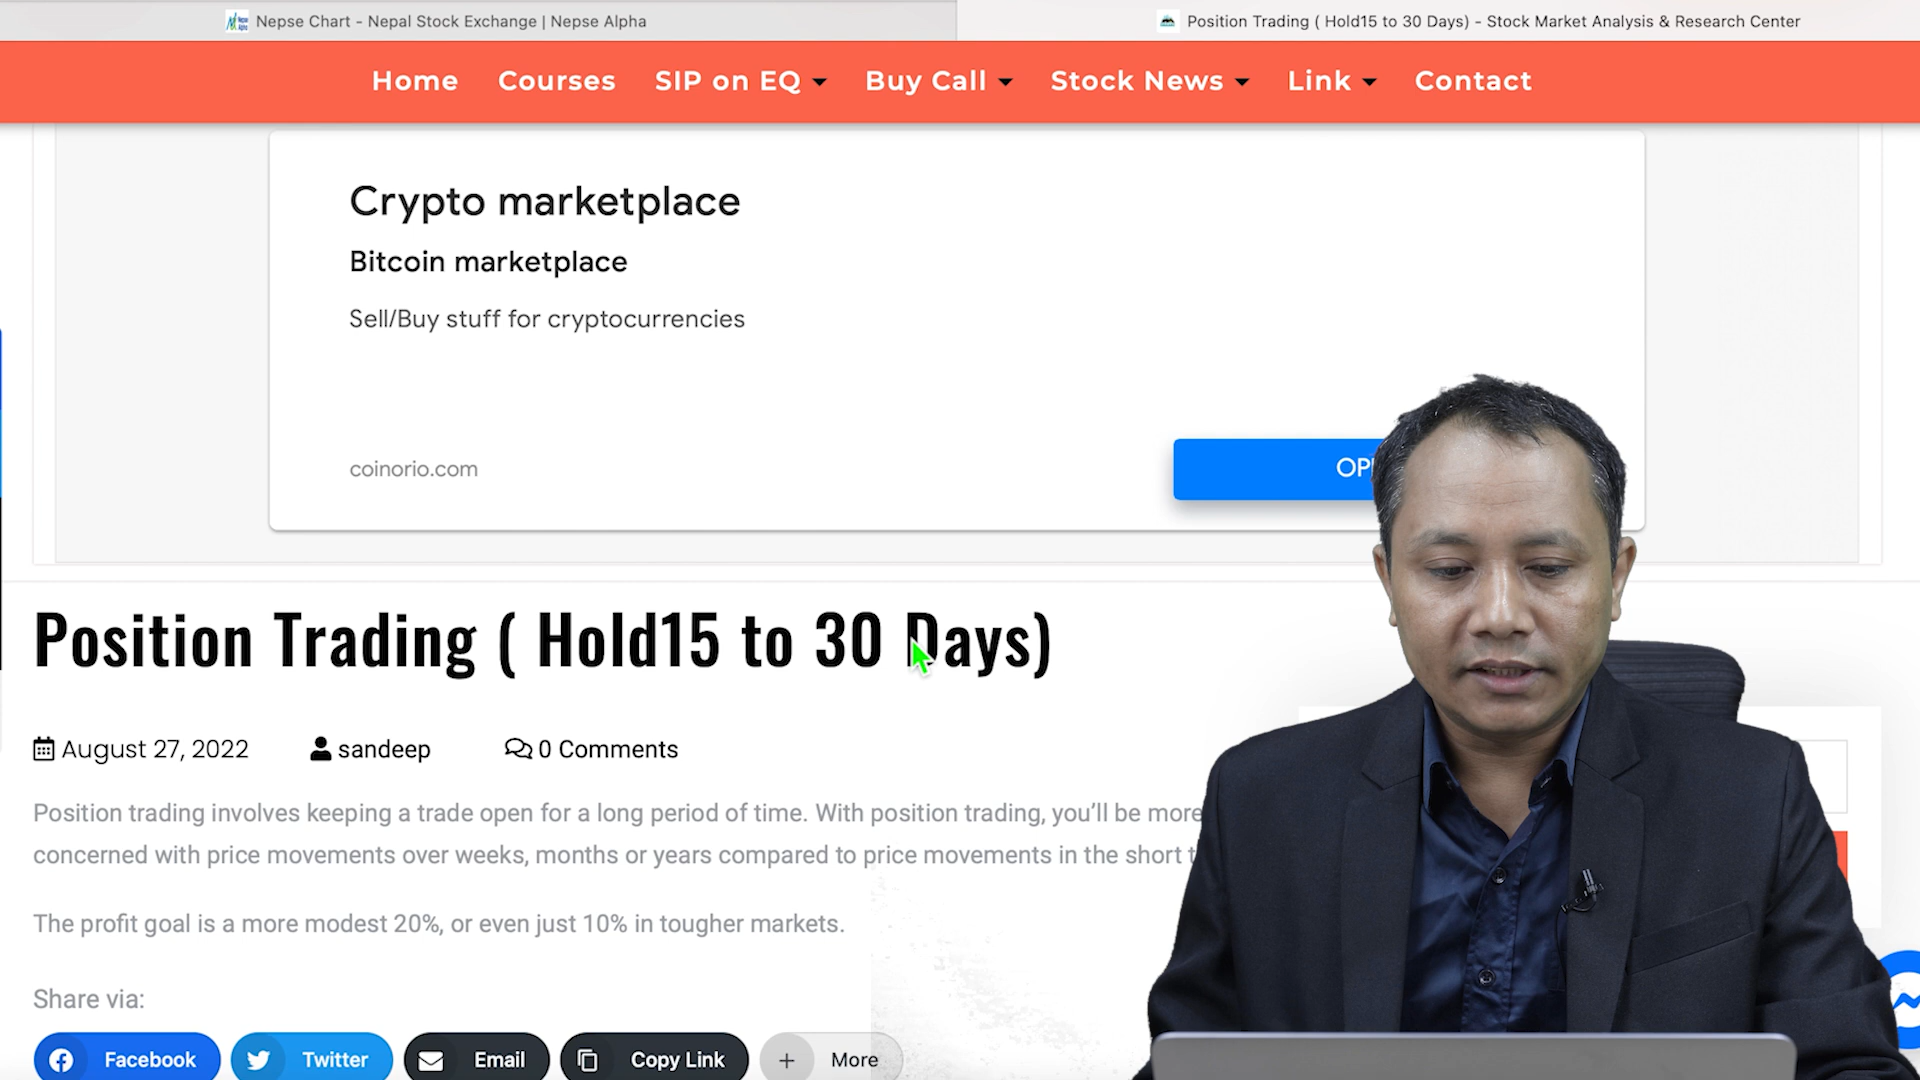 Nepse Chart - Nepal Stock Exchange | Nepse Alpha
Position Trading ( Hold15 to 30 Days) - Stock Market Analysis & Research Center
Home Courses SIP on EQ Buy Call Stock News Link Contact
Crypto marketplace
Bitcoin marketplace
Sell/Buy stuff for cryptocurrencies
coinorio.com
Position Trading ( Hold15 to 30 Days)
August 27, 2022 sandeep 0 Comments
Position trading involves keeping a trade open for a long period of time. With position trading, you’ll be more
concerned with price movements over weeks, months or years compared to price movements in the short
The profit goal is a more modest 20%, or even just 10% in tougher markets.
Share via:
Facebook Twitter Email Copy Link + More